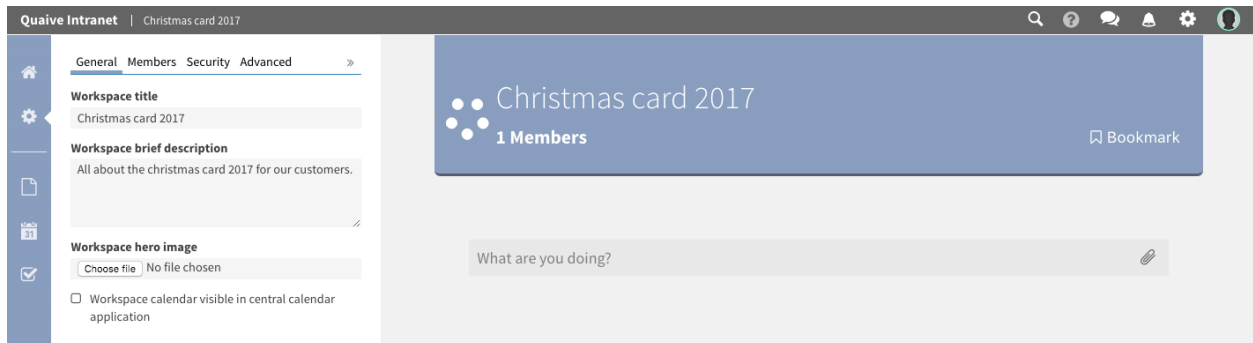 Quaive Intranet | Christmas card 2017
General Members Security Advanced »
Workspace title
Christmas card 2017
Workspace brief description
All about the christmas card 2017 for our customers.
Workspace hero image
Choose file No file chosen
Workspace calendar visible in central calendar
application
31
Christmas card 2017
1 Members
Bookmark
What are you doing?